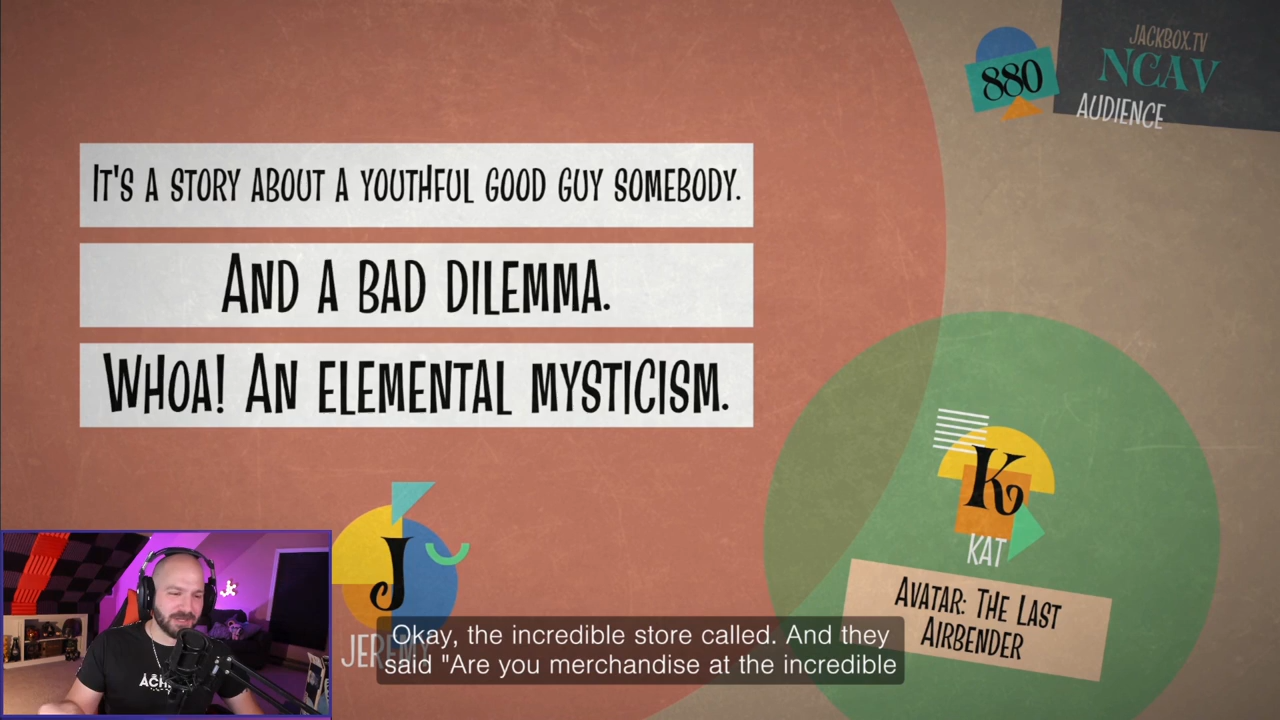 JACKBOX.TV
NCAV
880
AUDIENCE
It's a story about a youthful good guy somebody.
And a bad dilemma.
Whoa! An elemental mysticism.
K
KAT
Avatar: The Last
Airbender
J
Okay, the incredible store called. And they
said "Are you merchandise at the incredible